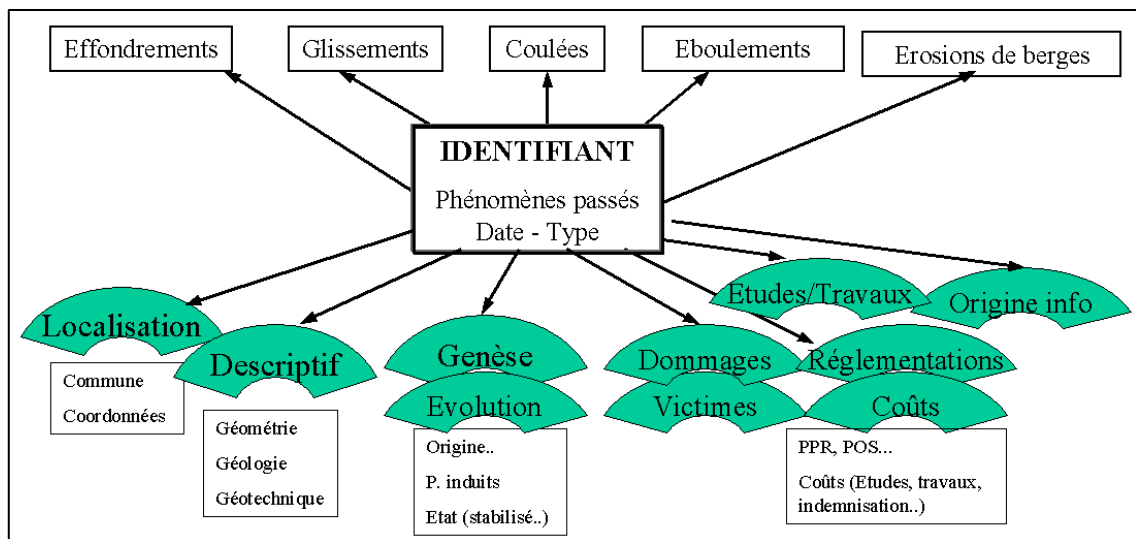 Effondrements
Glissements
Coulées
Eboulements
Erosions de berges
IDENTIFIANT
Phénomènes passés
Date - Type
Etudes/Travaux
Origine info
Localisation
Descriptif
Genèse
Dommages
Réglementations
Evolution
Victimes
Coûts
Commune
Coordonnées
Géométrie
Géologie
Géotechnique
Origine..
P. induits
Etat (stabilisé..)
PPR, POS...
Coûts (Etudes, travaux,
indemnisation..)